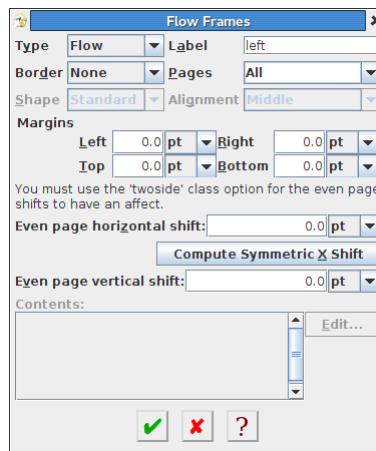 Flow Frames
Type Flow Label left
Border None Pages All
Shape Standard Alignment Middle
Margins
Left 0.0 pt Right 0.0 pt
Top 0.0 pt Bottom 0.0 pt
You must use the 'twoside' class option for the even page
shifts to have an affect.
Even page horizontal shift: 0.0 pt
Compute Symmetric X Shift
Even page vertical shift: 0.0 pt
Contents:
Edit...
?